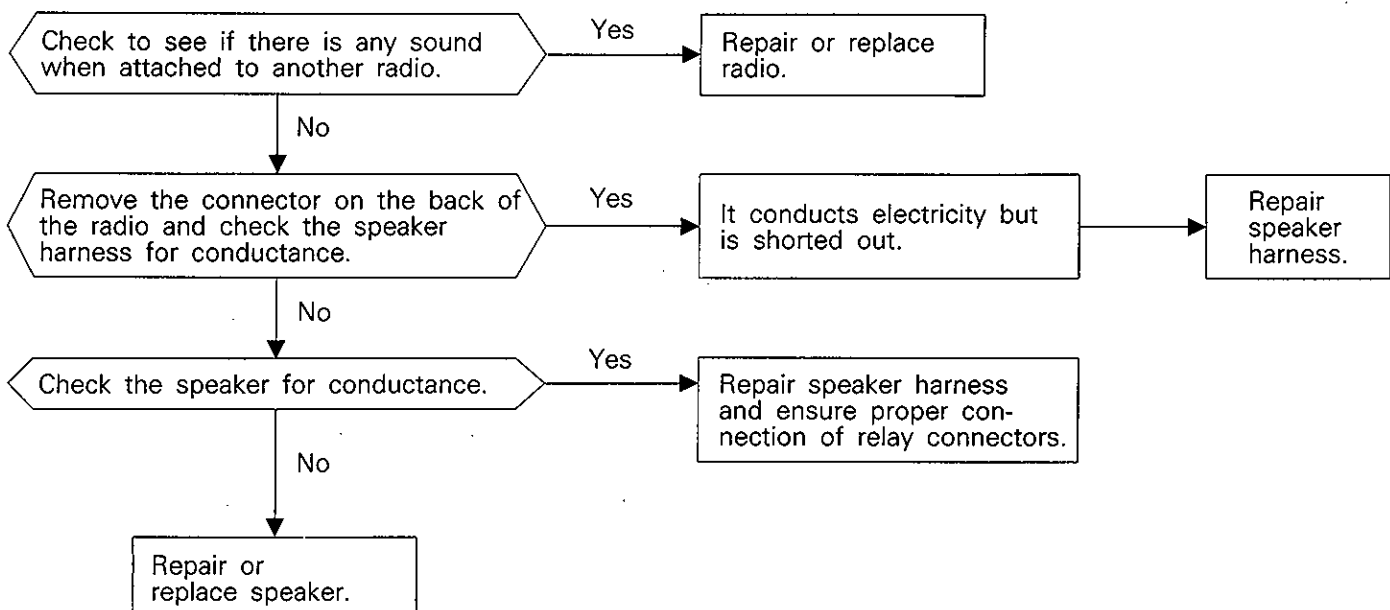 Check to see if there is any sound
when attached to another radio.
Yes
Repair or replace
radio.
No
Remove the connector on the back of
the radio and check the speaker
harness for conductance.
Yes
It conducts electricity but
is shorted out.
Repair
speaker
harness.
No
Check the speaker for conductance.
Yes
Repair speaker harness
and ensure proper con-
nection of relay connectors.
No
Repair or
replace speaker.